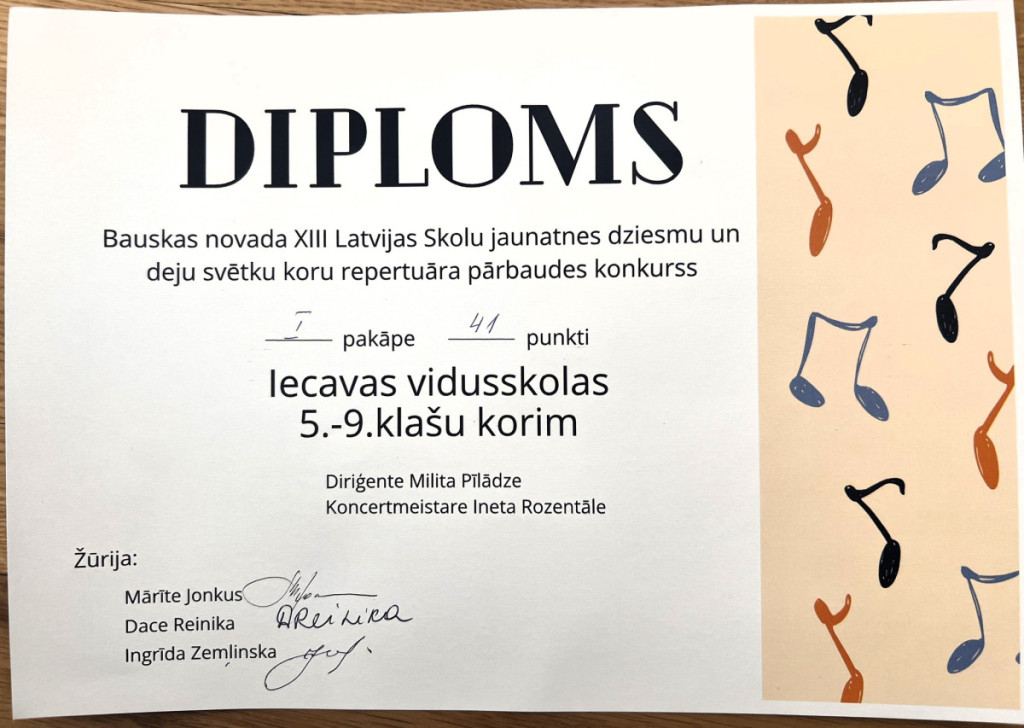 DIPLOMS
Bauskas novada XIII Latvijas Skolu jaunatnes dziesmu un
deju svētku koru repertuāra pārbaudes konkurss
I pakāpe 41 punkti
Iecavas vidusskolas
5.-9.klašu korim
Diriģente Milita Pīlādze
Koncertmeistare Ineta Rozentāle
Žūrija:
Mārīte Jonkus
Dace Reinika DReinika
Ingrīda Zemļinska